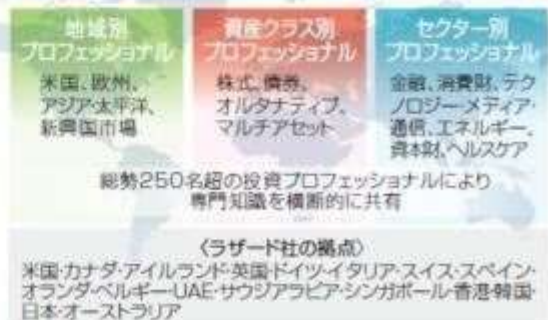 地域別
プロフェッショナル
米国、欧州、
アジア・太平洋、
新興国市場
資産クラス別
プロフェッショナル
株式、債券、
オルタナティブ、
マルチアセット
セクター別
プロフェッショナル
金融、消費財、テク
ノロジー・メディア・
通信、エネルギー、
資本財、ヘルスケア
総勢250名超の投資プロフェッショナルにより
専門知識を横断的に共有
〈ラザード社の拠点〉
米国・カナダ・アイルランド・英国・ドイツ・イタリア・スイス・スペイン・
オランダ・ベルギー・UAE・サウジアラビア・シンガポール・香港・韓国・
日本・オーストラリア